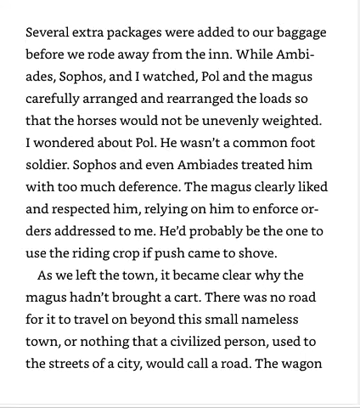 Several extra packages were added to our baggage
before we rode away from the inn. While Ambi-
ades, Sophos, and I watched, Pol and the magus
carefully arranged and rearranged the loads so
that the horses would not be unevenly weighted.
I wondered about Pol. He wasn't a common foot
soldier. Sophos and even Ambiades treated him
with too much deference. The magus clearly liked
and respected him, relying on him to enforce or-
ders addressed to me. He'd probably be the one to
use the riding crop if push came to shove.
As we left the town, it became clear why the
magus hadn't brought a cart. There was no road
for it to travel on beyond this small nameless
town, or nothing that a civilized person, used to
the streets of a city, would call a road. The wagon